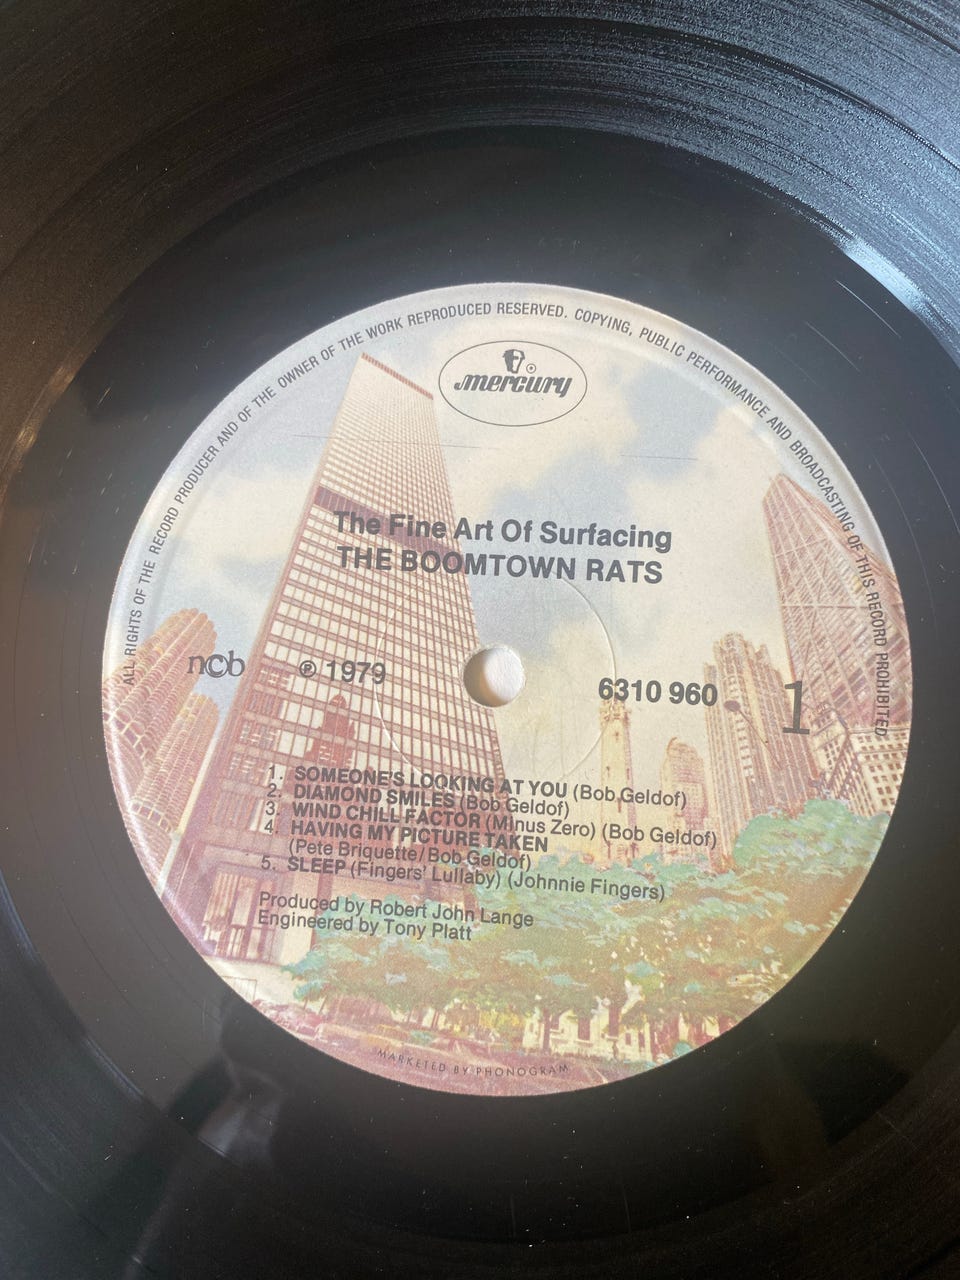 ALL RIGHTS OF THE RECORD PRODUCER AND OF THE OWNER OF THE WORK REPRODUCED RESERVED. COPYING, PUBLIC PERFORMANCE AND BROADCASTING OF THIS RECORD PROHIBITED
mercury
The Fine Art Of Surfacing
THE BOOMTOWN RATS
ncb ℗ 1979 6310 960 1
1. SOMEONE'S LOOKING AT YOU (Bob Geldof)
2. DIAMOND SMILES (Bob Geldof)
3. WIND CHILL FACTOR (Minus Zero) (Bob Geldof)
4. HAVING MY PICTURE TAKEN
(Pete Briquette/Bob Geldof)
5. SLEEP (Fingers' Lullaby) (Johnnie Fingers)
Produced by Robert John Lange
Engineered by Tony Platt
MARKETED BY PHONOGRAM